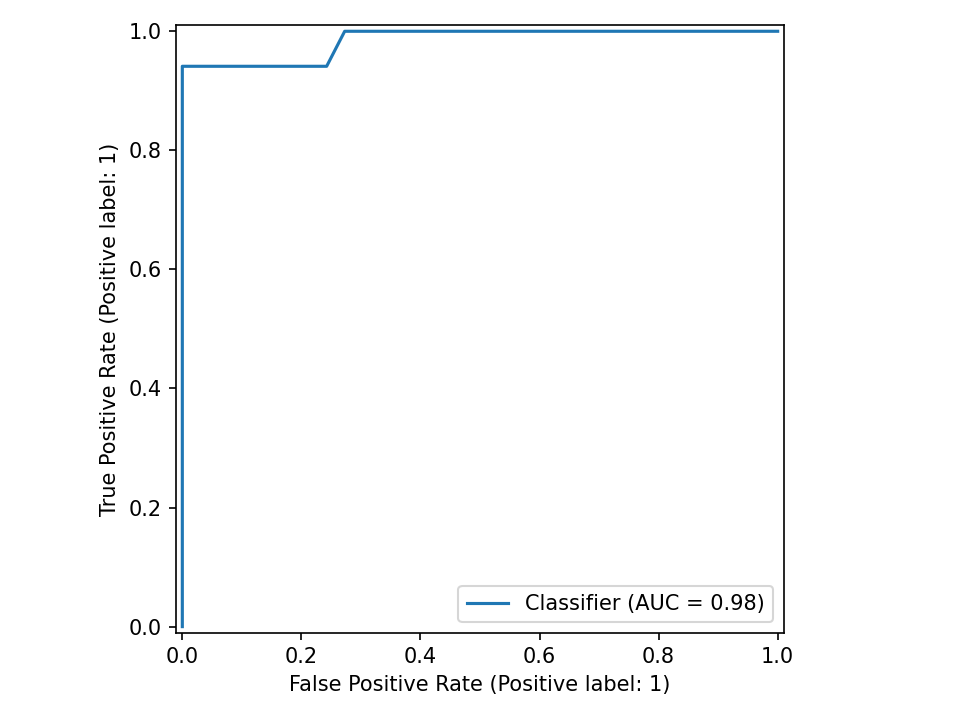 1.0
0.8
0.6
0.4
0.2
0.0
True Positive Rate (Positive label: 1)
Classifier (AUC = 0.98)
0.0 0.2 0.4 0.6 0.8 1.0
False Positive Rate (Positive label: 1)